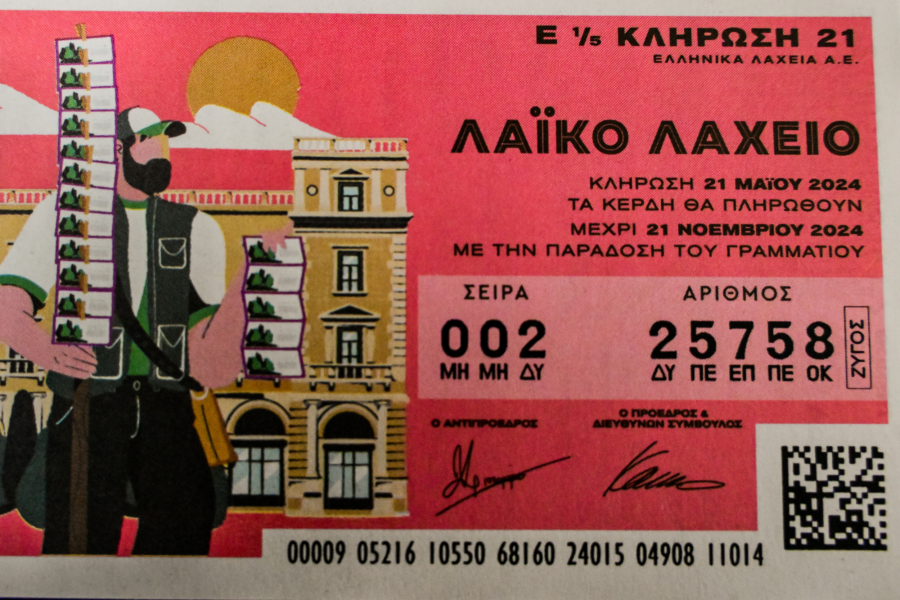 Ε 1/5 ΚΛΗΡΩΣΗ 21
ΕΛΛΗΝΙΚΑ ΛΑΧΕΙΑ Α.Ε.
ΛΑΪΚΟ ΛΑΧΕΙΟ
ΚΛΗΡΩΣΗ 21 ΜΑΪΟΥ 2024
ΤΑ ΚΕΡΔΗ ΘΑ ΠΛΗΡΩΘΟΥΝ
ΜΕΧΡΙ 21 ΝΟΕΜΒΡΙΟΥ 2024
ΜΕ ΤΗΝ ΠΑΡΑΔΟΣΗ ΤΟΥ ΓΡΑΜΜΑΤΙΟΥ
ΣΕΙΡΑ
002
ΜΗ ΜΗ ΔΥ
ΑΡΙΘΜΟΣ
25758
ΔΥ ΠΕ ΕΠ ΠΕ ΟΚ
ΖΥΓΟΣ
Ο ΑΝΤΙΠΡΟΕΔΡΟΣ
Ο ΠΡΟΕΔΡΟΣ &
ΔΙΕΥΘΥΝΩΝ ΣΥΜΒΟΥΛΟΣ
00009 05216 10550 68160 24015 04908 11014